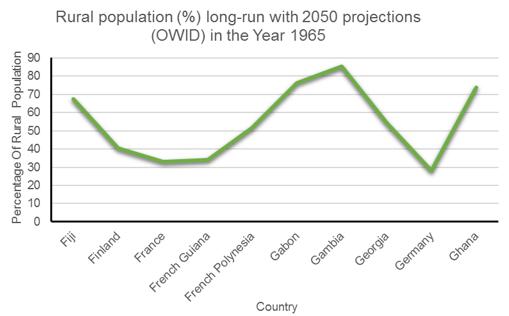 Rural population (%) long-run with 2050 projections
(OWID) in the Year 1965
Percentage Of Rural Population
90
80
70
60
50
40
30
20
10
0
Fiji
Finland
France
French Guiana
French Polynesia
Gabon
Gambia
Georgia
Germany
Ghana
Country